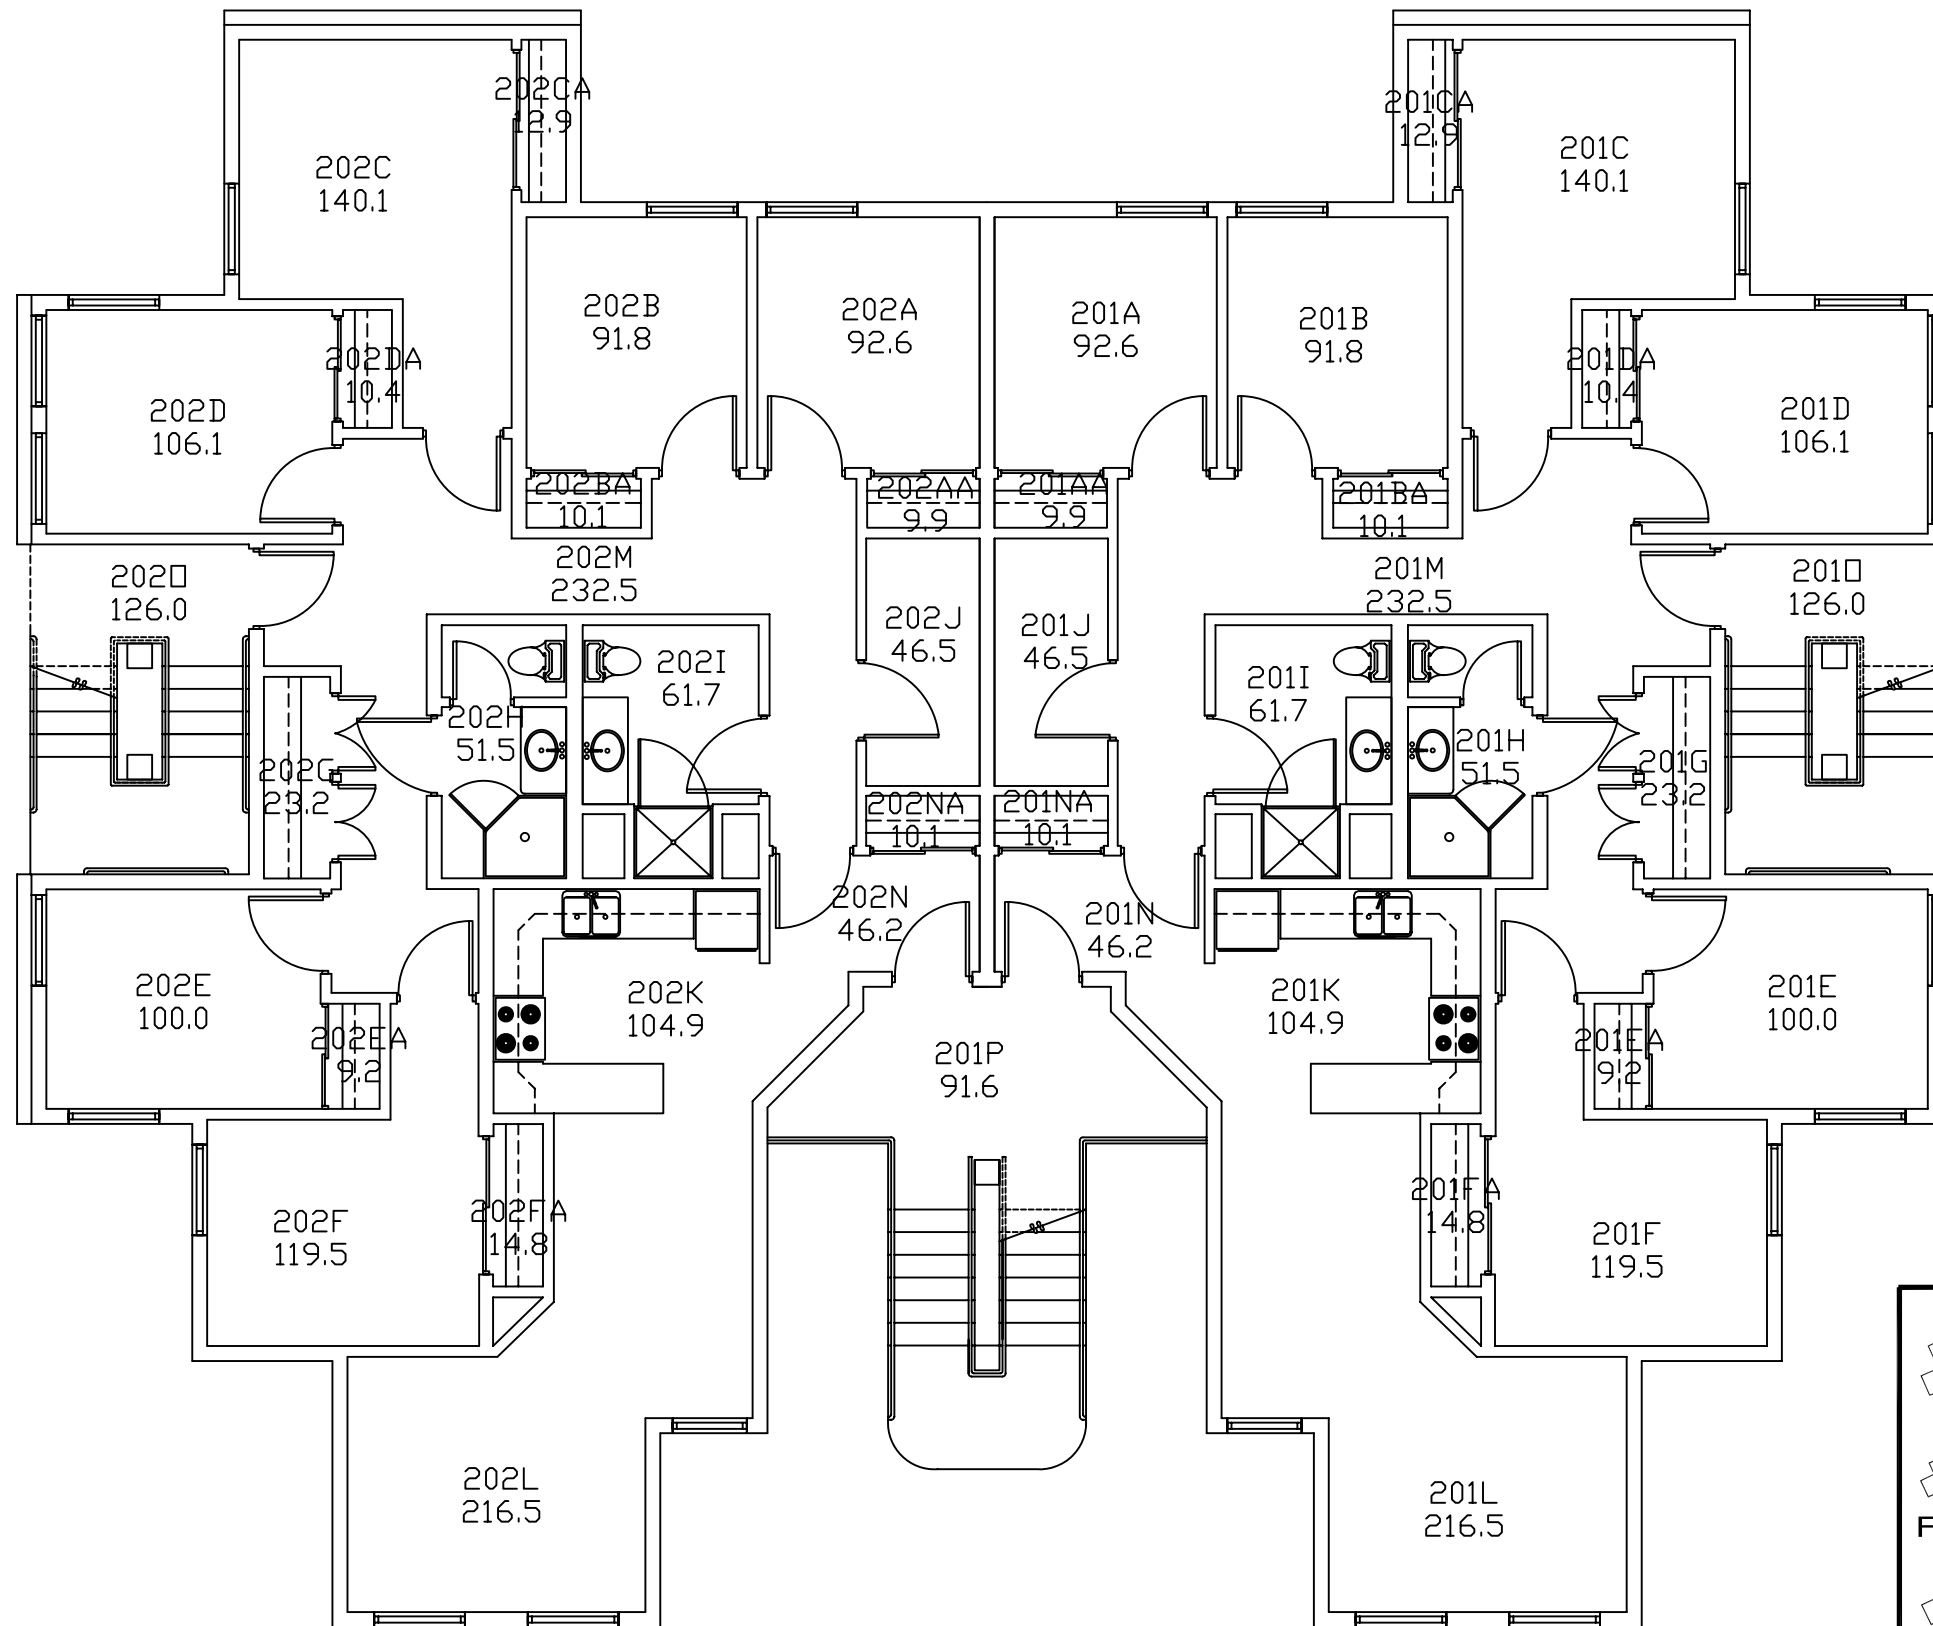 202CA
12.9
201CA
12.9
202C
140.1
201C
140.1
202B
91.8
202A
92.6
201A
92.6
201B
91.8
202DA
10.4
201DA
10.4
202D
106.1
201D
106.1
202BA
10.1
202AA
9.9
201AA
9.9
201BA
10.1
202M
232.5
201M
232.5
202O
126.0
201O
126.0
202J
46.5
201J
46.5
202I
61.7
201I
61.7
202H
51.5
201H
51.5
202G
23.2
201G
23.2
202NA
10.1
201NA
10.1
202N
46.2
201N
46.2
202E
100.0
202K
104.9
201K
104.9
201E
100.0
202EA
9.2
201P
91.6
201EA
9.2
202FA
14.8
201FA
14.8
202F
119.5
201F
119.5
202L
216.5
201L
216.5